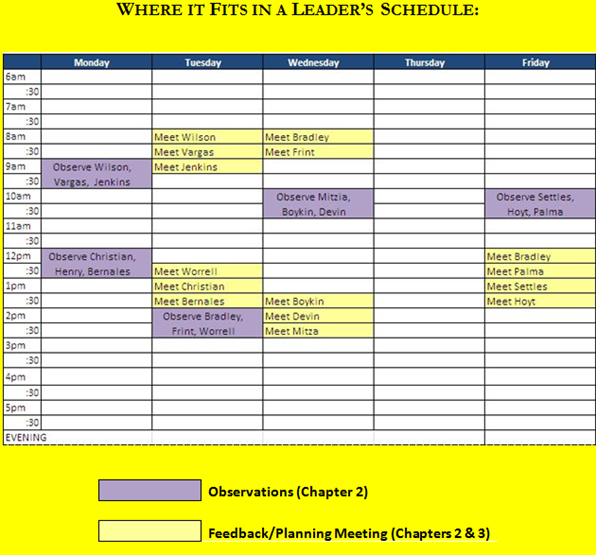 WHERE IT FITS IN A LEADER'S SCHEDULE:
Monday Tuesday Wednesday Thursday Friday
6am
:30
7am
:30
8am Meet Wilson Meet Bradley
:30 Meet Vargas Meet Frint
9am Observe Wilson, Meet Jenkins
:30 Vargas, Jenkins
10am Observe Mitzia, Observe Settles,
:30 Boykin, Devin Hoyt, Palma
11am
:30
12pm Observe Christian, Meet Bradley
:30 Henry, Bernales Meet Worrell Meet Palma
1pm Meet Christian Meet Settles
:30 Meet Bernales Meet Boykin Meet Hoyt
2pm Observe Bradley, Meet Devin
:30 Frint, Worrell Meet Mitza
3pm
:30
4pm
:30
5pm
:30
EVENING
Observations (Chapter 2)
Feedback/Planning Meeting (Chapters 2 & 3)